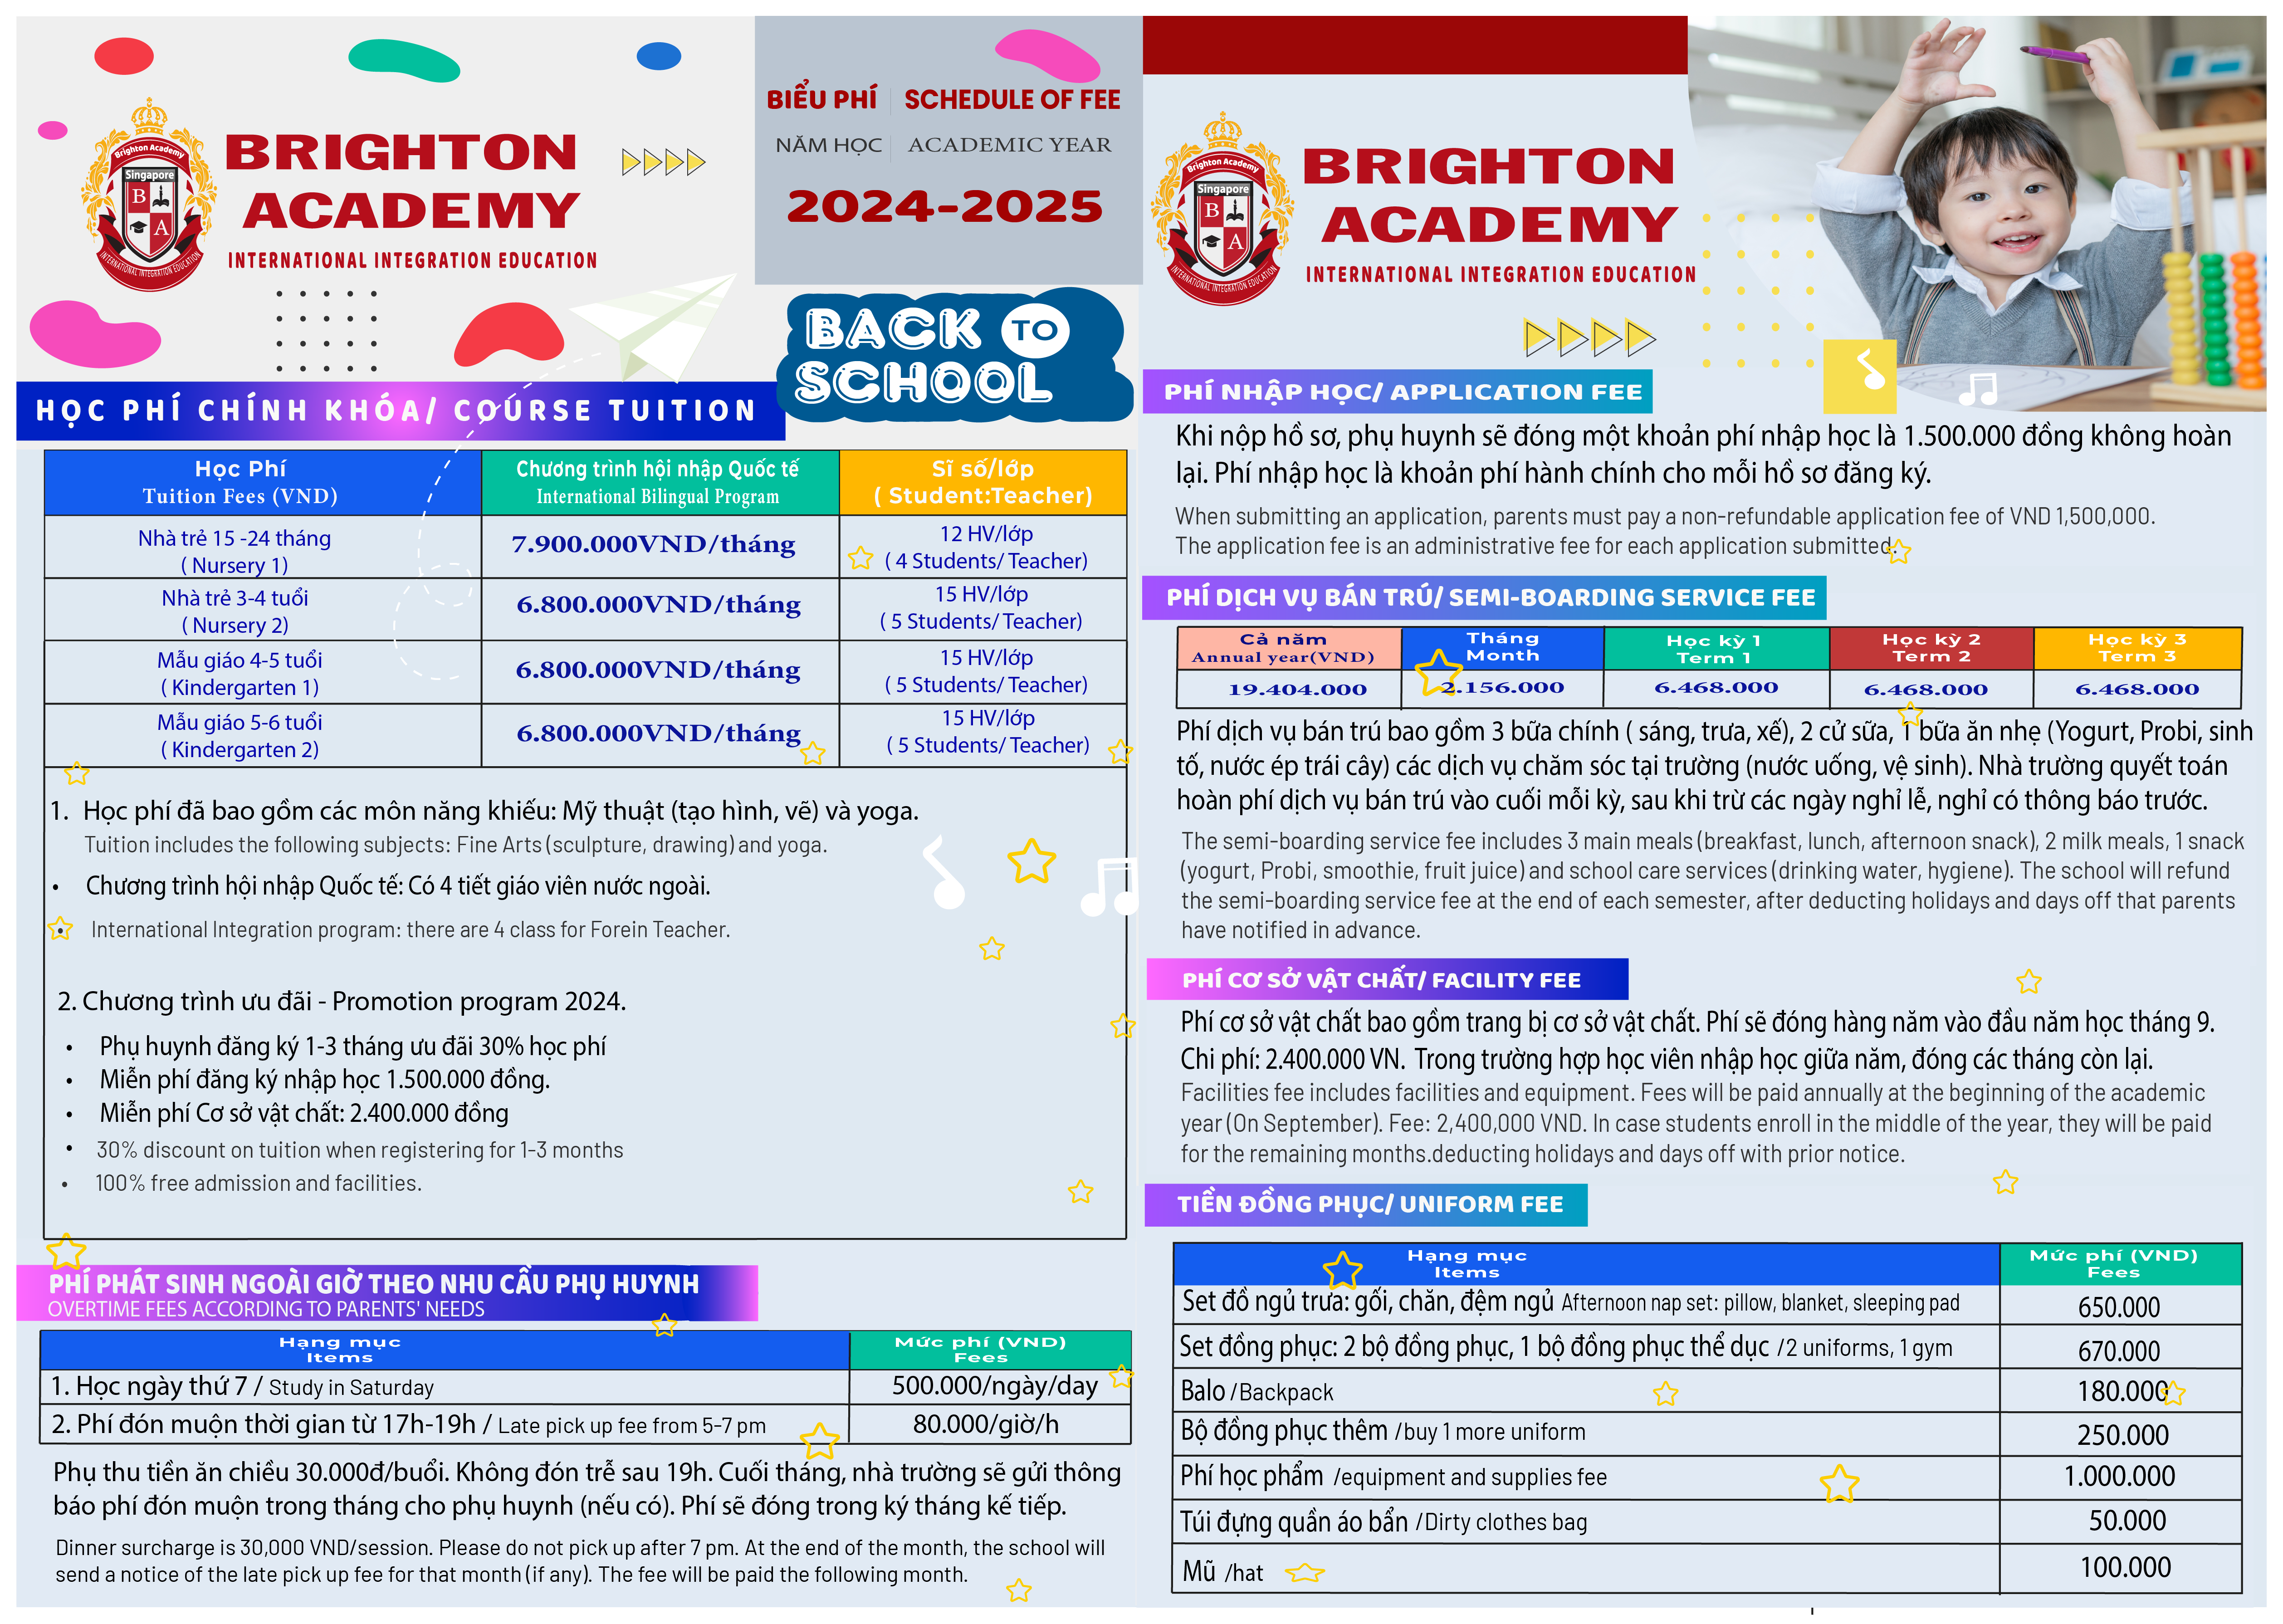 BIỂU PHÍ
SCHEDULE OF FEE
NĂM HỌC
ACADEMIC YEAR
2024-2025
Brighton Academy
Singapore
B
A
INTERNATIONAL INTEGRATION EDUCATION
BRIGHTON
ACADEMY
INTERNATIONAL INTEGRATION EDUCATION
BACK TO
SCHOOL
HỌC PHÍ CHÍNH KHÓA/ COURSE TUITION
Học Phí
Tuition Fees (VND)
Chương trình hội nhập Quốc tế
International Bilingual Program
Sĩ số/lớp
( Student:Teacher)
Nhà trẻ 15 -24 tháng
( Nursery 1)
7.900.000VND/tháng
12 HV/lớp
( 4 Students/ Teacher)
Nhà trẻ 3-4 tuổi
( Nursery 2)
6.800.000VND/tháng
15 HV/lớp
( 5 Students/ Teacher)
Mẫu giáo 4-5 tuổi
( Kindergarten 1)
6.800.000VND/tháng
15 HV/lớp
( 5 Students/ Teacher)
Mẫu giáo 5-6 tuổi
( Kindergarten 2)
6.800.000VND/tháng
15 HV/lớp
( 5 Students/ Teacher)
1. Học phí đã bao gồm các môn năng khiếu: Mỹ thuật (tạo hình, vẽ) và yoga.
Tuition includes the following subjects: Fine Arts (sculpture, drawing) and yoga.
• Chương trình hội nhập Quốc tế: Có 4 tiết giáo viên nước ngoài.
• International Integration program: there are 4 class for Forein Teacher.
2. Chương trình ưu đãi - Promotion program 2024.
• Phụ huynh đăng ký 1-3 tháng ưu đãi 30% học phí
• Miễn phí đăng ký nhập học 1.500.000 đồng.
• Miễn phí Cơ sở vật chất: 2.400.000 đồng
• 30% discount on tuition when registering for 1-3 months
• 100% free admission and facilities.
PHÍ PHÁT SINH NGOÀI GIỜ THEO NHU CẦU PHỤ HUYNH
OVERTIME FEES ACCORDING TO PARENTS' NEEDS
Hạng mục
Items
Mức phí (VND)
Fees
1. Học ngày thứ 7 / Study in Saturday
500.000/ngày/day
2. Phí đón muộn thời gian từ 17h-19h / Late pick up fee from 5-7 pm
80.000/giờ/h
Phụ thu tiền ăn chiều 30.000đ/buổi. Không đón trễ sau 19h. Cuối tháng, nhà trường sẽ gửi thông
báo phí đón muộn trong tháng cho phụ huynh (nếu có). Phí sẽ đóng trong ký tháng kế tiếp.
Dinner surcharge is 30,000 VND/session. Please do not pick up after 7 pm. At the end of the month, the school will
send a notice of the late pick up fee for that month (if any). The fee will be paid the following month.
Brighton Academy
Singapore
B
A
INTERNATIONAL INTEGRATION EDUCATION
BRIGHTON
ACADEMY
INTERNATIONAL INTEGRATION EDUCATION
PHÍ NHẬP HỌC/ APPLICATION FEE
Khi nộp hồ sơ, phụ huynh sẽ đóng một khoản phí nhập học là 1.500.000 đồng không hoàn
lại. Phí nhập học là khoản phí hành chính cho mỗi hồ sơ đăng ký.
When submitting an application, parents must pay a non-refundable application fee of VND 1,500,000.
The application fee is an administrative fee for each application submitted.
PHÍ DỊCH VỤ BÁN TRÚ/ SEMI-BOARDING SERVICE FEE
Cả năm
Annual year(VND)
Tháng
Month
Học kỳ 1
Term 1
Học kỳ 2
Term 2
Học kỳ 3
Term 3
19.404.000
2.156.000
6.468.000
6.468.000
6.468.000
Phí dịch vụ bán trú bao gồm 3 bữa chính ( sáng, trưa, xế), 2 cử sữa, 1 bữa ăn nhẹ (Yogurt, Probi, sinh
tố, nước ép trái cây) các dịch vụ chăm sóc tại trường (nước uống, vệ sinh). Nhà trường quyết toán
hoàn phí dịch vụ bán trú vào cuối mỗi kỳ, sau khi trừ các ngày nghỉ lễ, nghỉ có thông báo trước.
The semi-boarding service fee includes 3 main meals (breakfast, lunch, afternoon snack), 2 milk meals, 1 snack
(yogurt, Probi, smoothie, fruit juice) and school care services (drinking water, hygiene). The school will refund
the semi-boarding service fee at the end of each semester, after deducting holidays and days off that parents
have notified in advance.
PHÍ CƠ SỞ VẬT CHẤT/ FACILITY FEE
Phí cơ sở vật chất bao gồm trang bị cơ sở vật chất. Phí sẽ đóng hàng năm vào đầu năm học tháng 9.
Chi phí: 2.400.000 VN. Trong trường hợp học viên nhập học giữa năm, đóng các tháng còn lại.
Facilities fee includes facilities and equipment. Fees will be paid annually at the beginning of the academic
year (On September). Fee: 2,400,000 VND. In case students enroll in the middle of the year, they will be paid
for the remaining months.deducting holidays and days off with prior notice.
TIỀN ĐỒNG PHỤC/ UNIFORM FEE
Hạng mục
Items
Mức phí (VND)
Fees
Set đồ ngủ trưa: gối, chăn, đệm ngủ Afternoon nap set: pillow, blanket, sleeping pad
650.000
Set đồng phục: 2 bộ đồng phục, 1 bộ đồng phục thể dục /2 uniforms, 1 gym
670.000
Balo /Backpack
180.000
Bộ đồng phục thêm /buy 1 more uniform
250.000
Phí học phẩm /equipment and supplies fee
1.000.000
Túi đựng quần áo bẩn /Dirty clothes bag
50.000
Mũ /hat
100.000